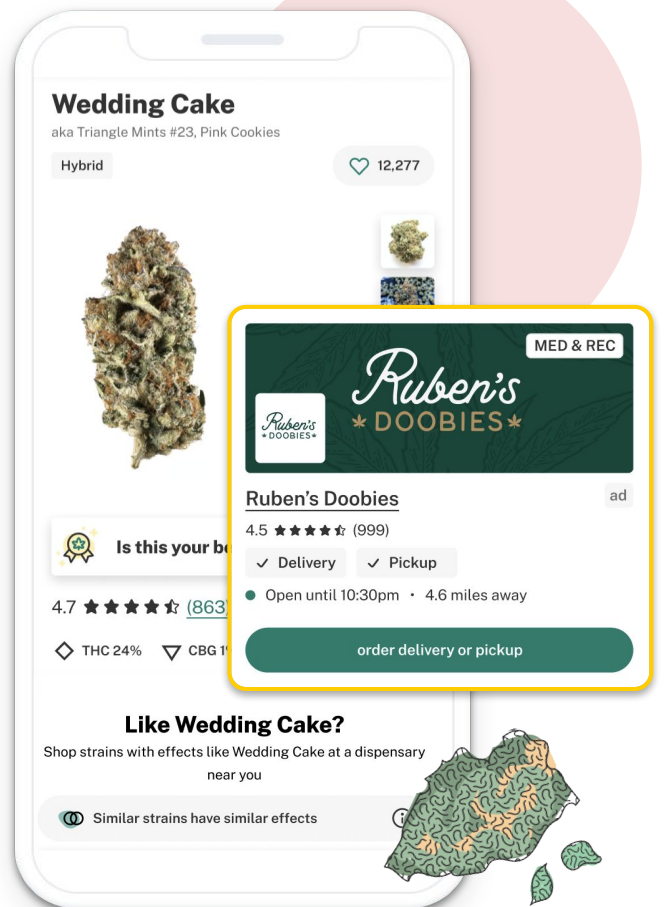 Wedding Cake
aka Triangle Mints #23, Pink Cookies
Hybrid
12,277
MED & REC
Ruben's
DOOBIES
Ruben's
DOOBIES
Ruben's Doobies
ad
4.5 ★★★★⯪ (999)
✓ Delivery ✓ Pickup
Open until 10:30pm • 4.6 miles away
order delivery or pickup
Is this your
4.7 ★★★★⯪ (863)
THC 24% CBG
Like Wedding Cake?
Shop strains with effects like Wedding Cake at a dispensary
near you
Similar strains have similar effects